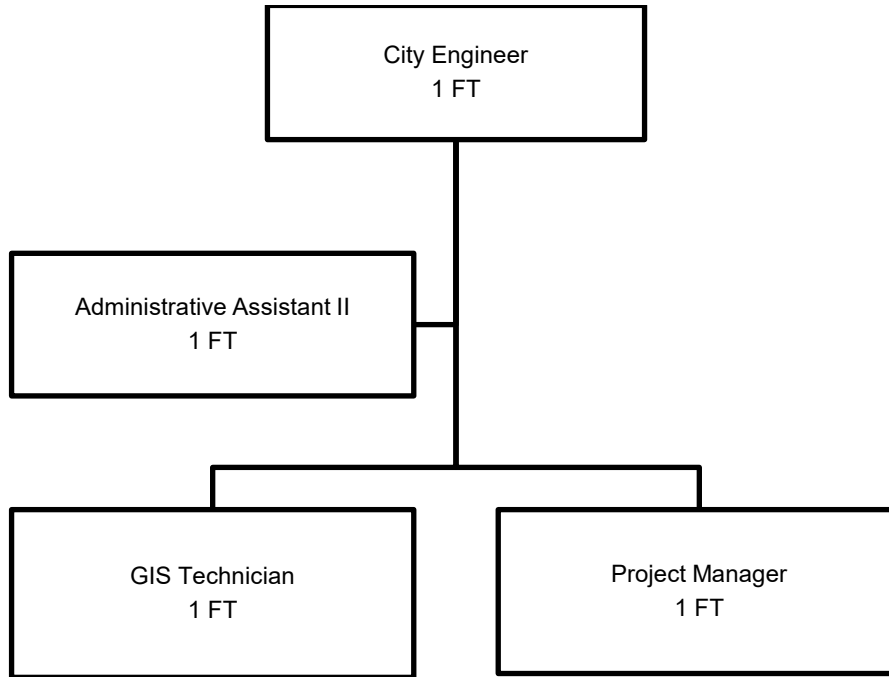 City Engineer
1 FT
Administrative Assistant II
1 FT
GIS Technician
1 FT
Project Manager
1 FT